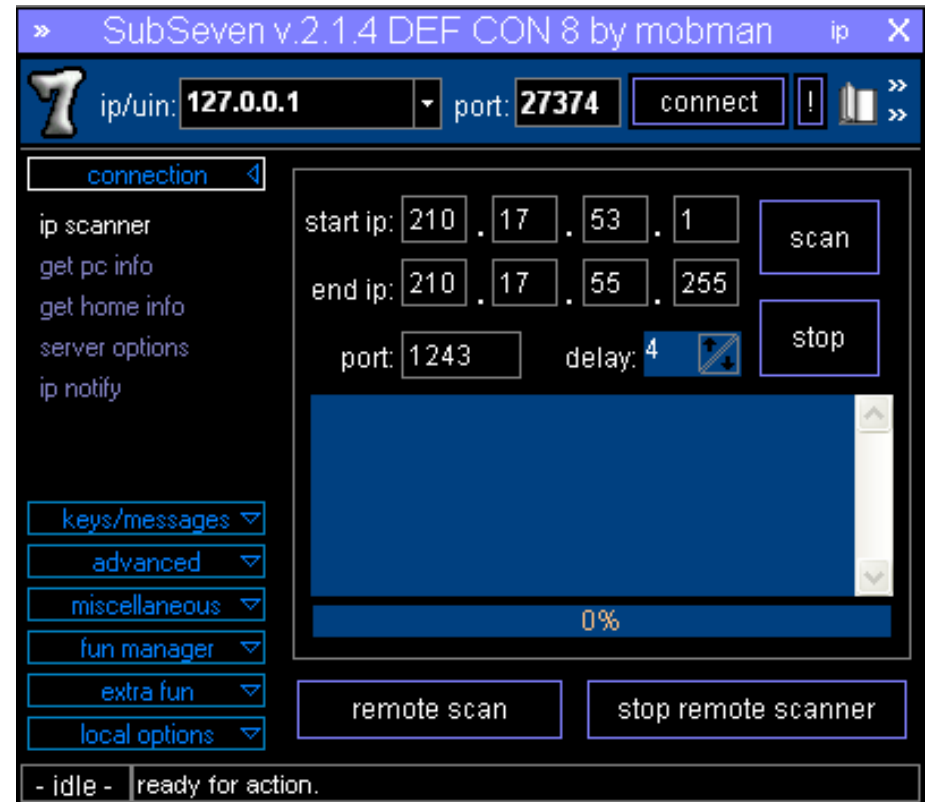 » SubSeven v.2.1.4 DEF CON 8 by mobman ip X
7 ip/uin: 127.0.0.1 port: 27374 connect ! »
»
connection
ip scanner
get pc info
get home info
server options
ip notify
keys/messages
advanced
miscellaneous
fun manager
extra fun
local options
start ip: 210 . 17 . 53 . 1 scan
end ip: 210 . 17 . 55 . 255
port: 1243 delay: 4 stop
0%
remote scan stop remote scanner
- idle - ready for action.